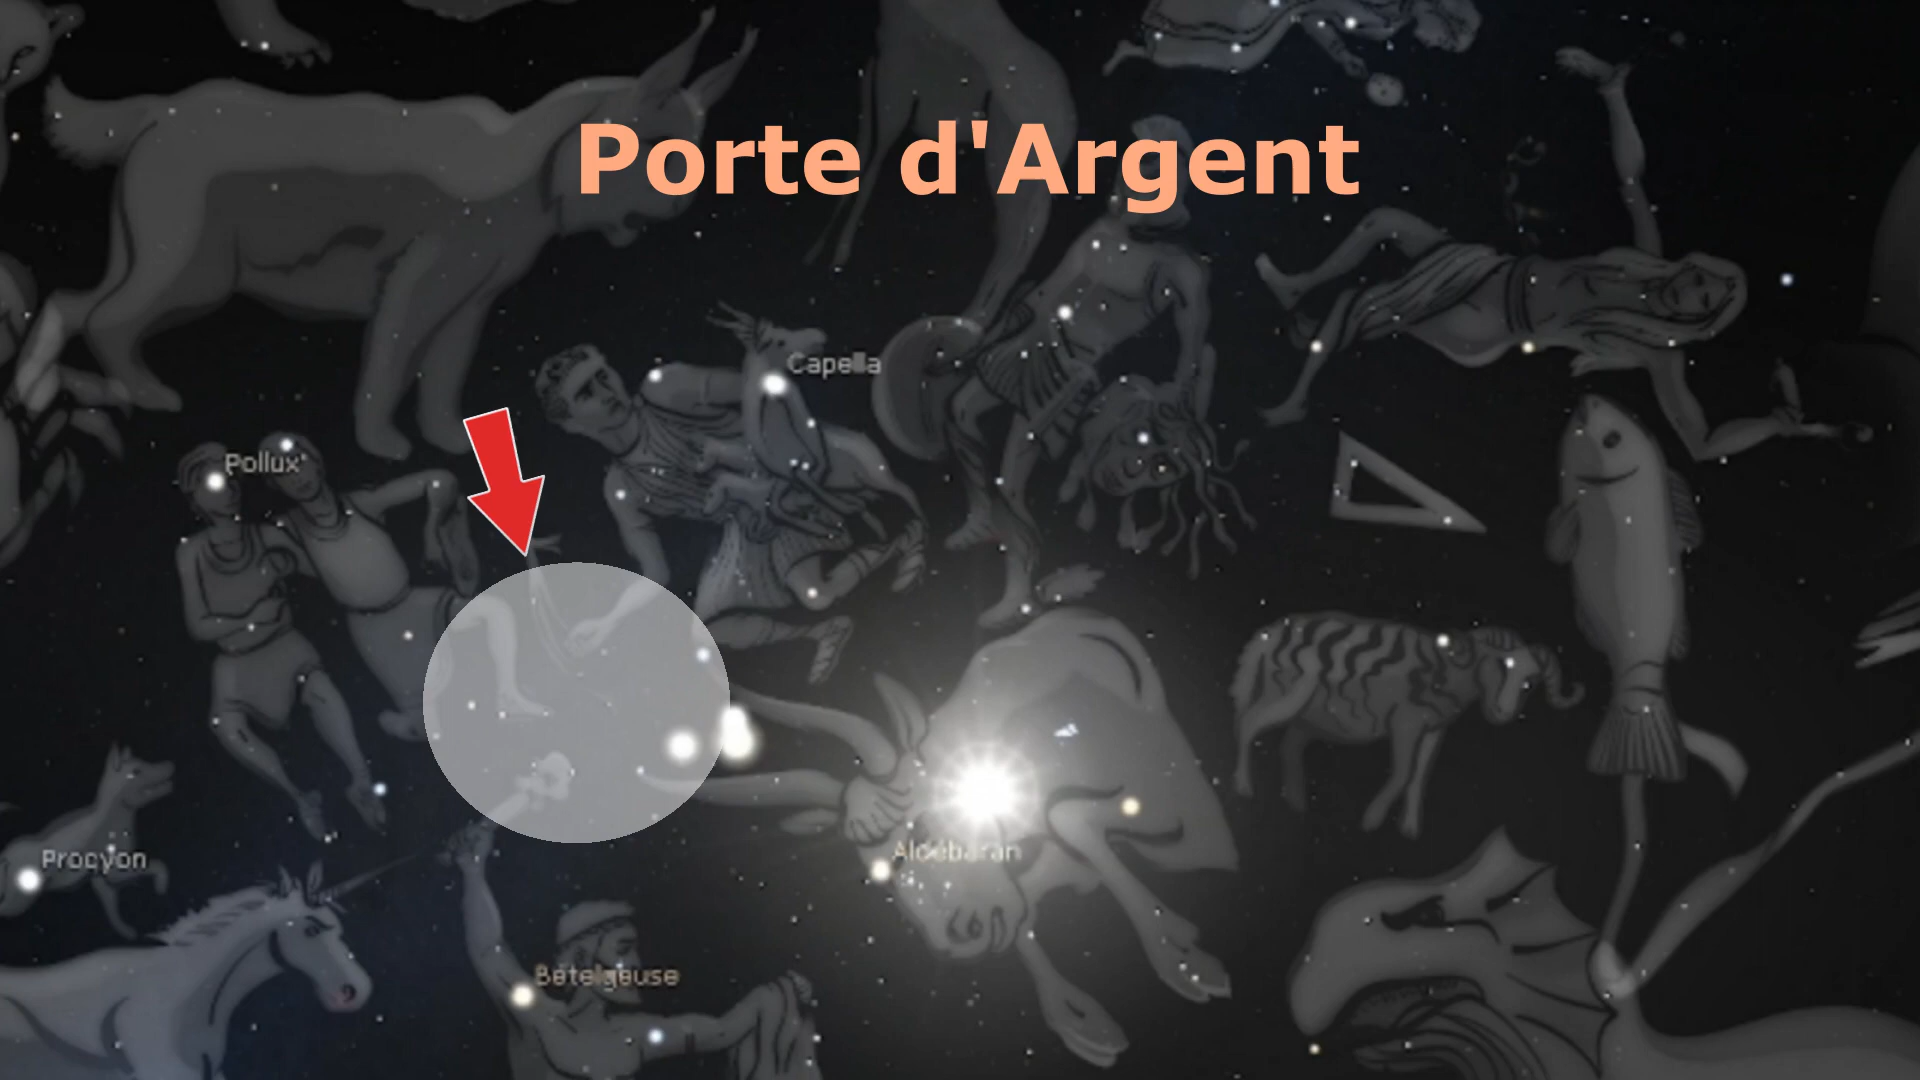 Porte d'Argent
Capella
Pollux
Procyon
Aldebaran
Betelgeuse